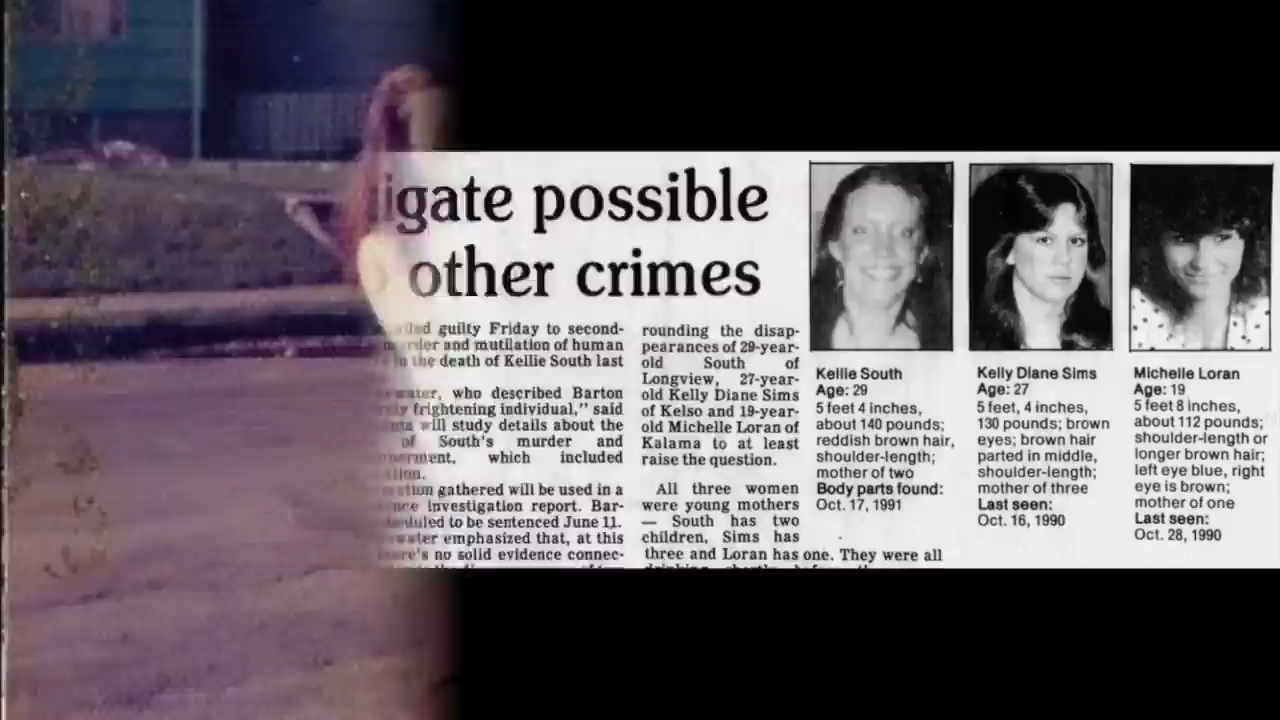 igate possible
other crimes
guilty Friday to second-
and mutilation of human
in the death of Kellie South last
who described Barton
frightening individual," said
will study details about the
of South's murder and
which included
gathered will be used in a
investigation report. Bar-
to be sentenced June 11.
emphasized that, at this
there's no solid evidence connec-
rounding the disap-
pearances of 29-year-
old South of
Longview, 27-year-
old Kelly Diane Sims
of Kelso and 19-year-
old Michelle Loran of
Kalama to at least
raise the question.
All three women
were young mothers
— South has two
children, Sims has
three and Loran has one. They were all
Kellie South
Age: 29
5 feet 4 inches,
about 140 pounds;
reddish brown hair,
shoulder-length;
mother of two
Body parts found:
Oct. 17, 1991
Kelly Diane Sims
Age: 27
5 feet, 4 inches,
130 pounds; brown
eyes; brown hair
parted in middle,
shoulder-length;
mother of three
Last seen:
Oct. 16, 1990
Michelle Loran
Age: 19
5 feet 8 inches,
about 112 pounds;
shoulder-length or
longer brown hair;
left eye blue, right
eye is brown;
mother of one
Last seen:
Oct. 28, 1990